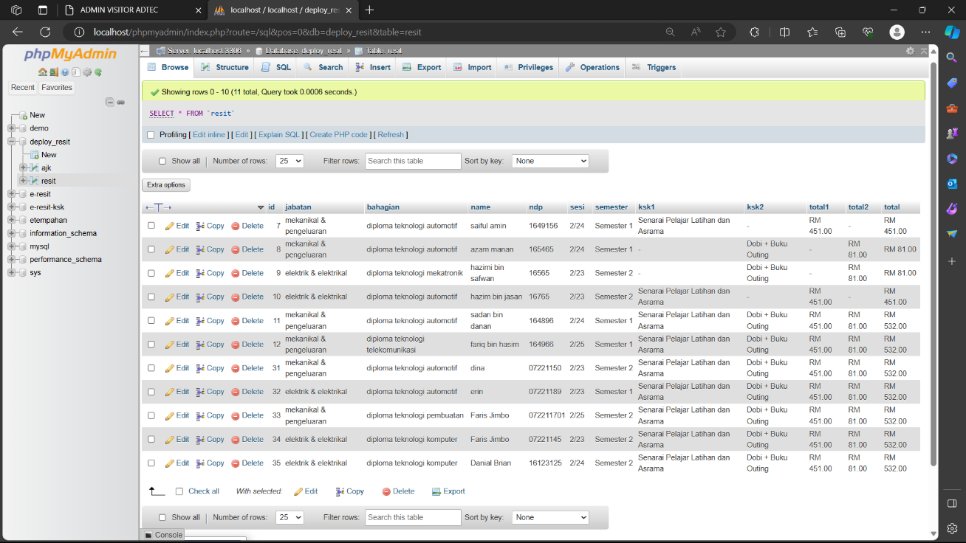 ADMIN VISITOR ADTEC
localhost / localhost / deploy_res
localhost/phpmyadmin/index.php?route=/sql&pos=0&db=deploy_resit&table=resit
phpMyAdmin
Recent Favorites
New
demo
deploy_resit
New
ajk
resit
e-resit
e-resit-ksk
etempahan
information_schema
mysql
performance_schema
sys
Server: localhost:3306 » Database: deploy_resit » Table: resit
Browse Structure SQL Search Insert Export Import Privileges Operations Triggers
Showing rows 0 - 10 (11 total, Query took 0.0006 seconds.)
SELECT * FROM `resit`
Profiling [ Edit inline ] [ Edit ] [ Explain SQL ] [ Create PHP code ] [ Refresh ]
Show all | Number of rows: 25 Filter rows: Search this table Sort by key: None
Extra options
←T→ id jabatan bahagian name ndp sesi semester ksk1 ksk2 total1 total2 total
Edit Copy Delete 7 mekanikal & pengeluaran diploma teknologi automotif saiful amin 1649156 2/24 Semester 1 Senarai Pelajar Latihan dan Asrama - RM 451.00 - RM 451.00
Edit Copy Delete 8 mekanikal & pengeluaran diploma teknologi automotif azam manan 165465 2/24 Semester 1 - Dobi + Buku Outing - RM 81.00 RM 81.00
Edit Copy Delete 9 elektrik & elektrikal diploma teknologi mekatronik hazimi bin safwan 16565 2/23 Semester 2 - Dobi + Buku Outing - RM 81.00 RM 81.00
Edit Copy Delete 10 elektrik & elektrikal diploma teknologi automotif hazim bin jasan 16765 2/23 Semester 2 Senarai Pelajar Latihan dan Asrama - RM 451.00 - RM 451.00
Edit Copy Delete 11 mekanikal & pengeluaran diploma teknologi automotif sadan bin danan 164896 2/24 Semester 1 Senarai Pelajar Latihan dan Asrama Dobi + Buku Outing RM 451.00 RM 81.00 RM 532.00
Edit Copy Delete 12 mekanikal & pengeluaran diploma teknologi telekomunikasi fariq bin hasim 164966 2/25 Semester 1 Senarai Pelajar Latihan dan Asrama Dobi + Buku Outing RM 451.00 RM 81.00 RM 532.00
Edit Copy Delete 31 mekanikal & pengeluaran diploma teknologi automotif dina 07221150 2/23 Semester 2 Senarai Pelajar Latihan dan Asrama Dobi + Buku Outing RM 451.00 RM 81.00 RM 532.00
Edit Copy Delete 32 elektrik & elektrikal diploma teknologi automotif erin 07221189 2/23 Semester 1 Senarai Pelajar Latihan dan Asrama Dobi + Buku Outing RM 451.00 RM 81.00 RM 532.00
Edit Copy Delete 33 mekanikal & pengeluaran diploma teknologi pembuatan Faris Jimbo 07221701 2/25 Semester 2 Senarai Pelajar Latihan dan Asrama Dobi + Buku Outing RM 451.00 RM 81.00 RM 532.00
Edit Copy Delete 34 elektrik & elektrikal diploma teknologi komputer Faris Jimbo 07221145 2/23 Semester 2 Senarai Pelajar Latihan dan Asrama Dobi + Buku Outing RM 451.00 RM 81.00 RM 532.00
Edit Copy Delete 35 elektrik & elektrikal diploma teknologi komputer Danial Brian 16123125 2/24 Semester 2 Senarai Pelajar Latihan dan Asrama Dobi + Buku Outing RM 451.00 RM 81.00 RM 532.00
Check all With selected: Edit Copy Delete Export
Show all | Number of rows: 25 Filter rows: Search this table Sort by key: None
Console